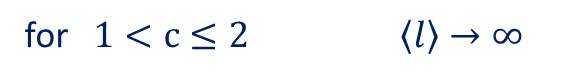 for 1 < c ≤ 2 ⟨l⟩ → ∞